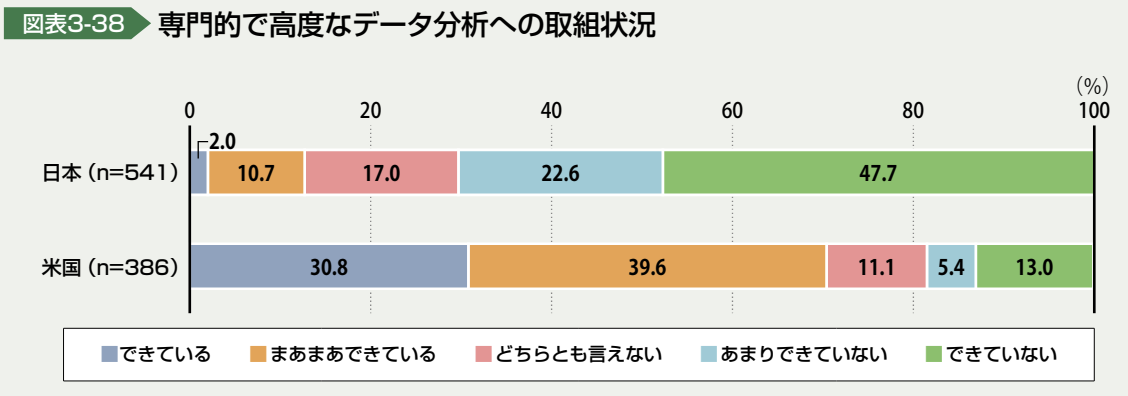 図表3-38 専門的で高度なデータ分析への取組状況
（%）
0 20 40 60 80 100
2.0
日本（n=541） 10.7 17.0 22.6 47.7
米国（n=386） 30.8 39.6 11.1 5.4 13.0
できている まあまあできている どちらとも言えない あまりできていない できていない